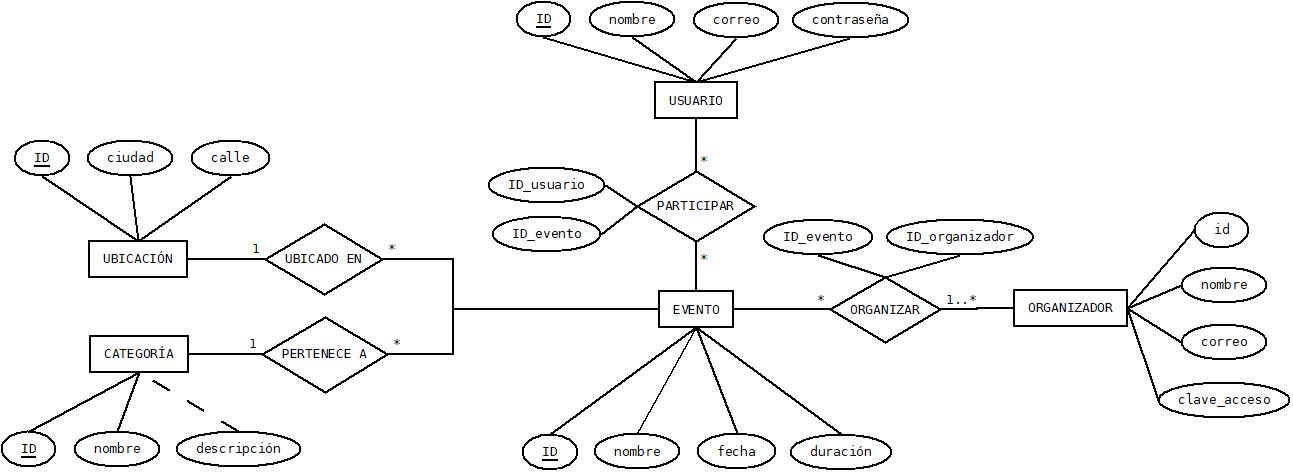 ID nombre correo contraseña
USUARIO
ID ciudad calle
*
ID_usuario
PARTICIPAR
ID_evento
ID_evento ID_organizador
id
UBICACIÓN 1 UBICADO EN *
*
nombre
EVENTO * ORGANIZAR 1..* ORGANIZADOR
correo
CATEGORÍA 1 PERTENECE A *
clave_acceso
ID nombre descripción
ID nombre fecha duración